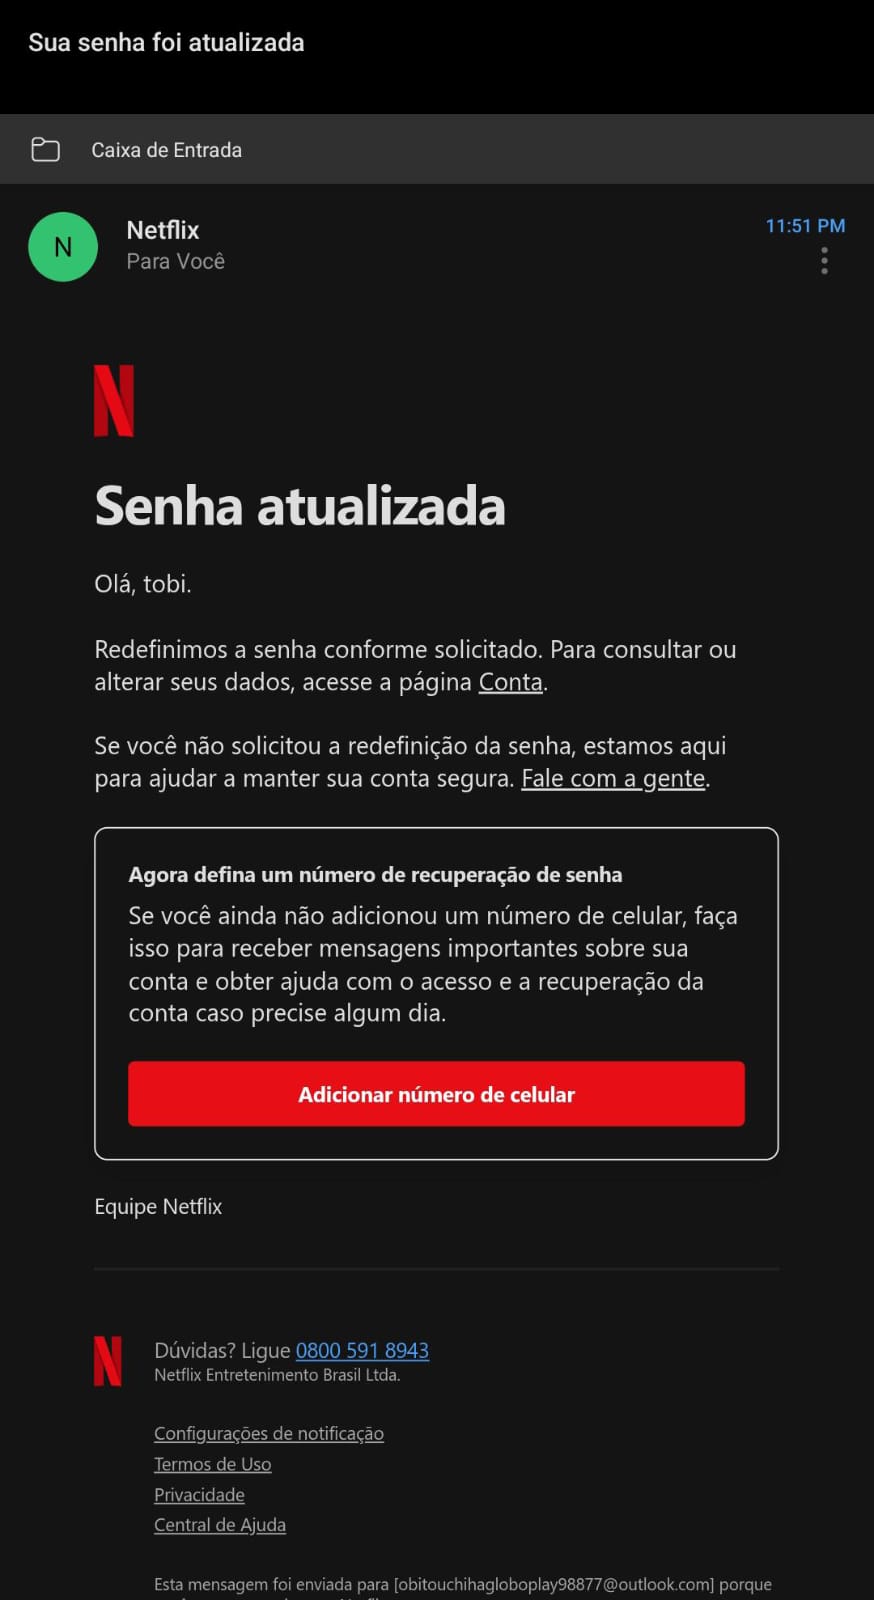 Sua senha foi atualizada
Caixa de Entrada
N
Netflix
11:51 PM
Para Você
N
Senha atualizada
Olá, tobi.
Redefinimos a senha conforme solicitado. Para consultar ou
alterar seus dados, acesse a página Conta.
Se você não solicitou a redefinição da senha, estamos aqui
para ajudar a manter sua conta segura. Fale com a gente.
Agora defina um número de recuperação de senha
Se você ainda não adicionou um número de celular, faça
isso para receber mensagens importantes sobre sua
conta e obter ajuda com o acesso e a recuperação da
conta caso precise algum dia.
Adicionar número de celular
Equipe Netflix
N
Dúvidas? Ligue 0800 591 8943
Netflix Entretenimento Brasil Ltda.
Configurações de notificação
Termos de Uso
Privacidade
Central de Ajuda
Esta mensagem foi enviada para [obitouchihagloboplay98877@outlook.com] porque